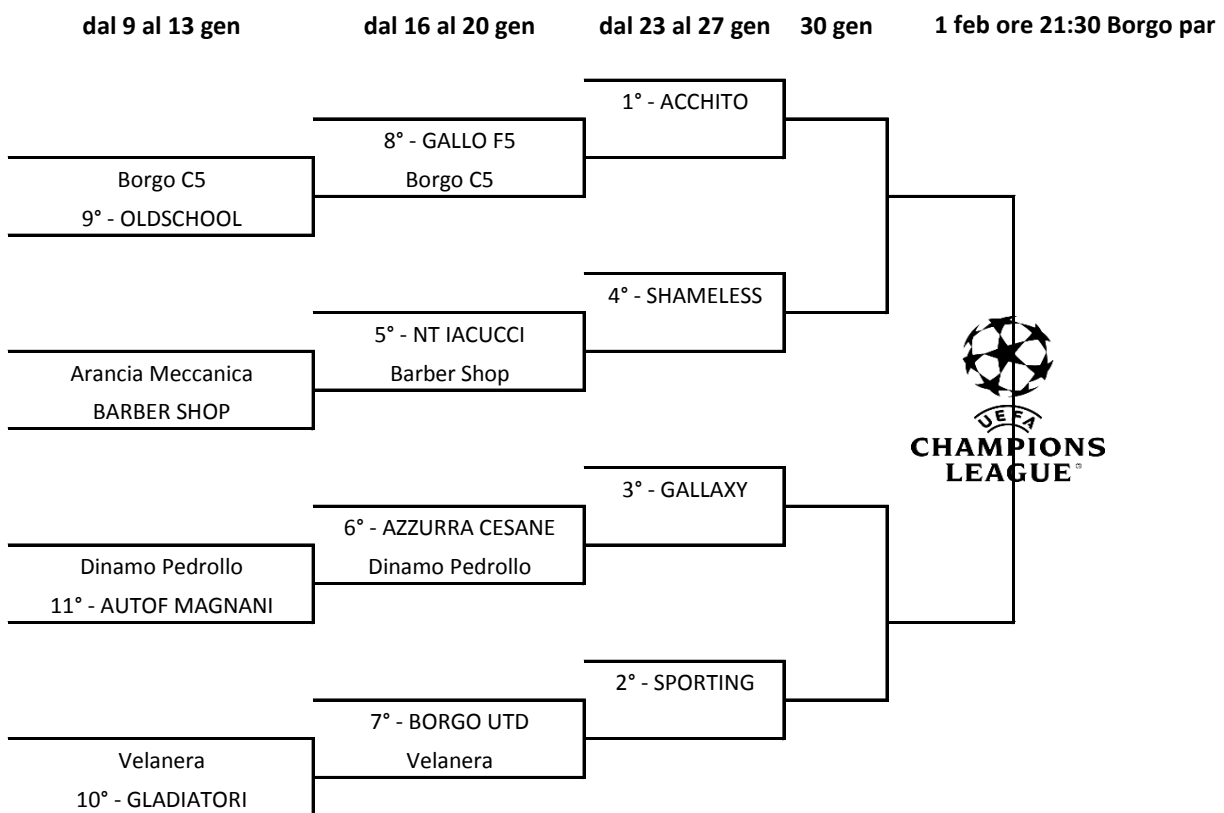 dal 9 al 13 gen
dal 16 al 20 gen
dal 23 al 27 gen
30 gen
1 feb ore 21:30 Borgo par
1° - ACCHITO
8° - GALLO F5
Borgo C5
Borgo C5
9° - OLDSCHOOL
4° - SHAMELESS
5° - NT IACUCCI
Barber Shop
Arancia Meccanica
BARBER SHOP
UEFA
CHAMPIONS
LEAGUE
3° - GALLAXY
6° - AZZURRA CESANE
Dinamo Pedrollo
Dinamo Pedrollo
11° - AUTOF MAGNANI
2° - SPORTING
7° - BORGO UTD
Velanera
Velanera
10° - GLADIATORI